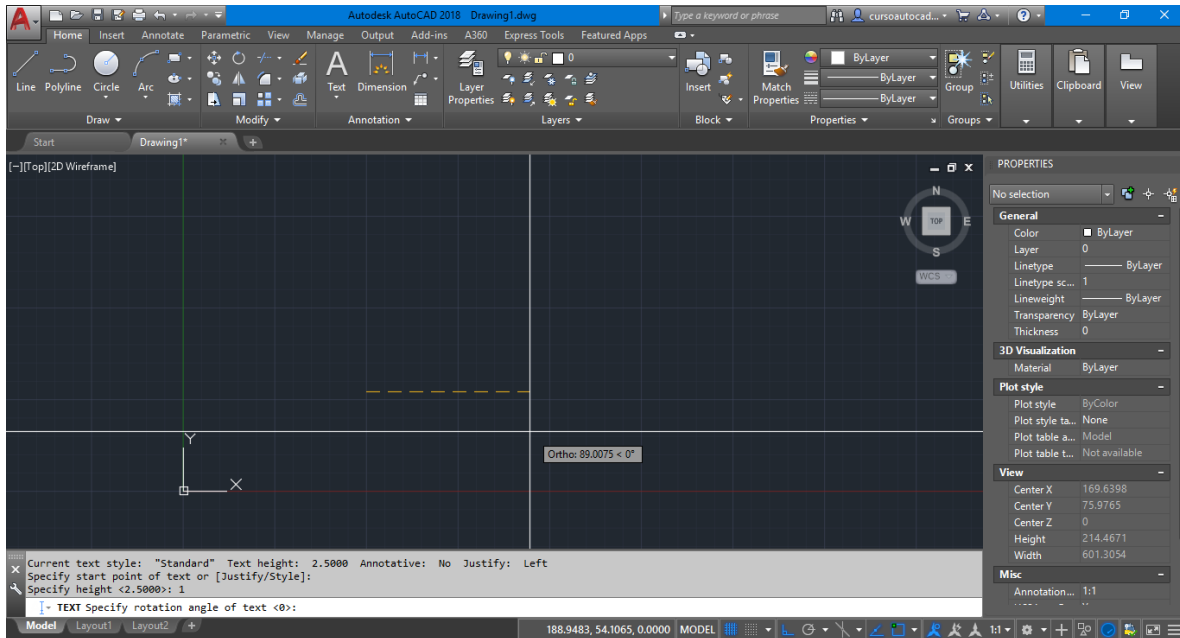 Autodesk AutoCAD 2018 Drawing1.dwg
Type a keyword or phrase
cursoautocad...
Home Insert Annotate Parametric View Manage Output Add-ins A360 Express Tools Featured Apps
Line Polyline Circle Arc
Draw
Modify
Text Dimension
Annotation
Layer Properties
0
Layers
Insert
Block
Match Properties
ByLayer
ByLayer
ByLayer
Properties
Group
Groups
Utilities
Clipboard
View
Start Drawing1* +
[−][Top][2D Wireframe]
N
W TOP E
S
WCS
Y
X
Ortho: 89.0075 < 0°
PROPERTIES
No selection
General
Color ByLayer
Layer 0
Linetype ByLayer
Linetype sc... 1
Lineweight ByLayer
Transparency ByLayer
Thickness 0
3D Visualization
Material ByLayer
Plot style
Plot style ByColor
Plot style ta... None
Plot table a... Model
Plot table t... Not available
View
Center X 169.6398
Center Y 75.9765
Center Z 0
Height 214.4671
Width 601.3054
Misc
Annotation... 1:1
Current text style: "Standard" Text height: 2.5000 Annotative: No Justify: Left
Specify start point of text or [Justify/Style]:
Specify height <2.5000>: 1
TEXT Specify rotation angle of text <0>:
Model Layout1 Layout2 +
188.9483, 54.1065, 0.0000 MODEL 1:1